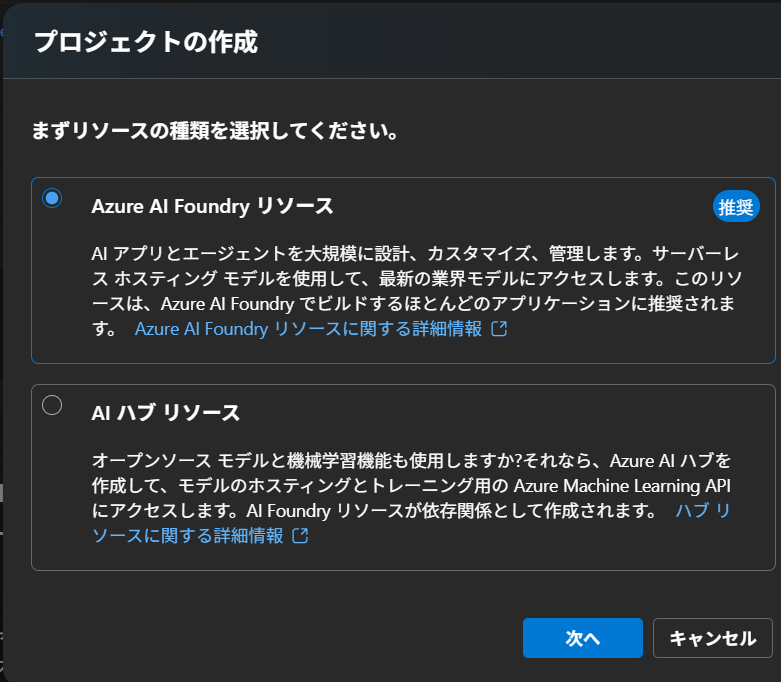 プロジェクトの作成
まずリソースの種類を選択してください。
Azure AI Foundry リソース
推奨
AI アプリとエージェントを大規模に設計、カスタマイズ、管理します。サーバーレ
ス ホスティング モデルを使用して、最新の業界モデルにアクセスします。このリソ
ースは、Azure AI Foundry でビルドするほとんどのアプリケーションに推奨されま
す。 Azure AI Foundry リソースに関する詳細情報
AI ハブ リソース
オープンソース モデルと機械学習機能も使用しますか?それなら、Azure AI ハブを
作成して、モデルのホスティングとトレーニング用の Azure Machine Learning API
にアクセスします。AI Foundry リソースが依存関係として作成されます。 ハブ リ
ソースに関する詳細情報
次へ
キャンセル